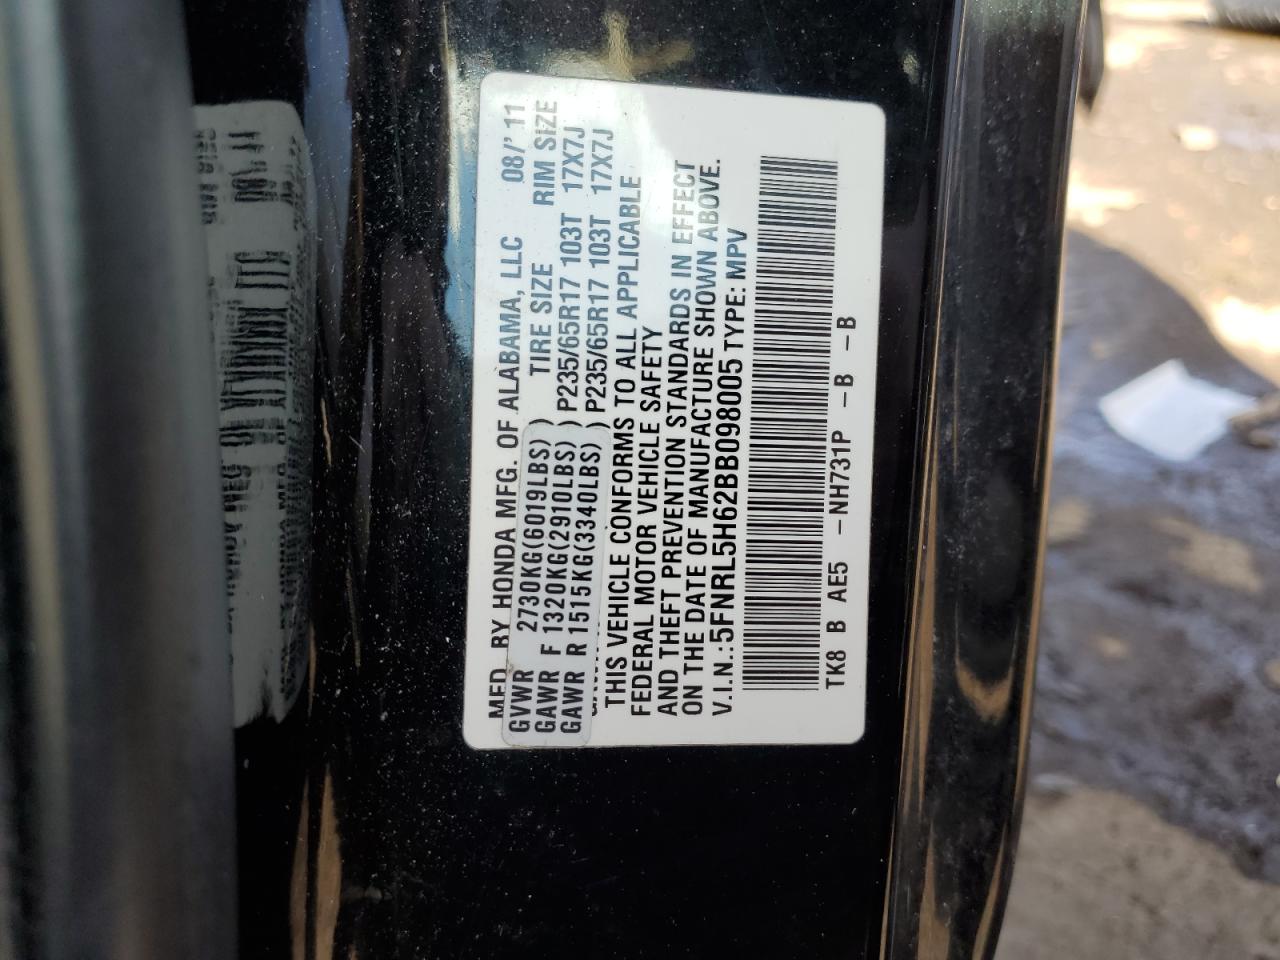 MFD. BY HONDA MFG. OF ALABAMA, LLC 08/' 11
GVWR 2730KG(6019LBS) TIRE SIZE RIM SIZE
GAWR F 1320KG(2910LBS) P235/65R17 103T 17X7J
GAWR R 1515KG(3340LBS) P235/65R17 103T 17X7J
THIS VEHICLE CONFORMS TO ALL APPLICABLE
FEDERAL MOTOR VEHICLE SAFETY
AND THEFT PREVENTION STANDARDS IN EFFECT
ON THE DATE OF MANUFACTURE SHOWN ABOVE.
V.I.N.:5FNRL5H62BB098005 TYPE: MPV
TK8 B AE5 -NH731P -B -B